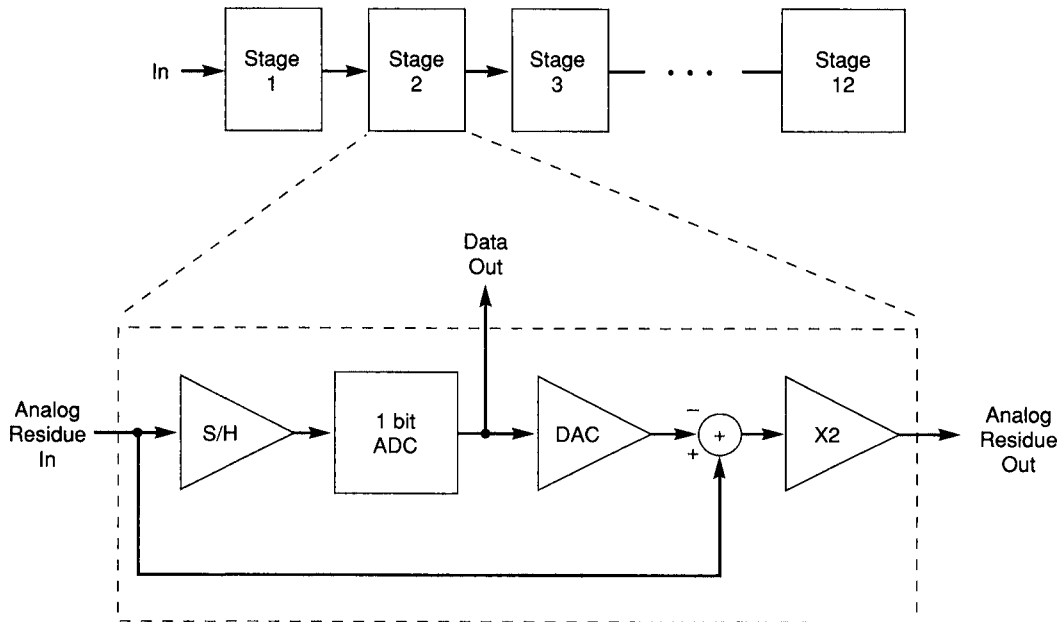 In
Stage
1
Stage
2
Stage
3
. . .
Stage
12
Data
Out
Analog
Residue
In
S/H
1 bit
ADC
DAC
−
+
+
X2
Analog
Residue
Out